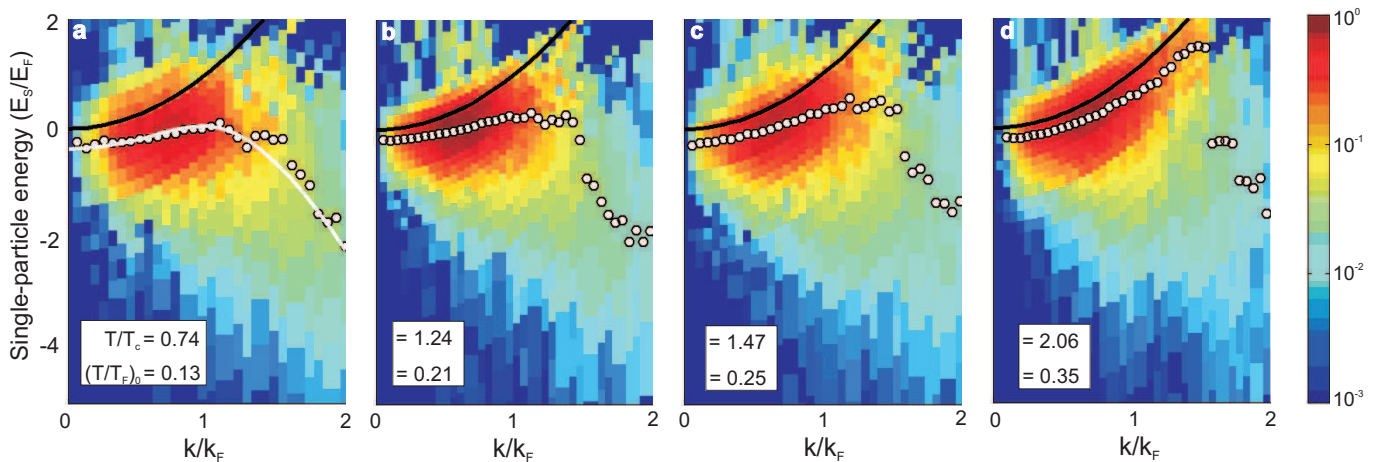 a
b
c
d
Single-particle energy (E_S/E_F)
2
0
-2
-4
T/T_c = 0.74
(T/T_F)_0 = 0.13
= 1.24
= 0.21
= 1.47
= 0.25
= 2.06
= 0.35
0 1 2
0 1 2
0 1 2
0 1 2
k/k_F
k/k_F
k/k_F
k/k_F
10^0
10^-1
10^-2
10^-3